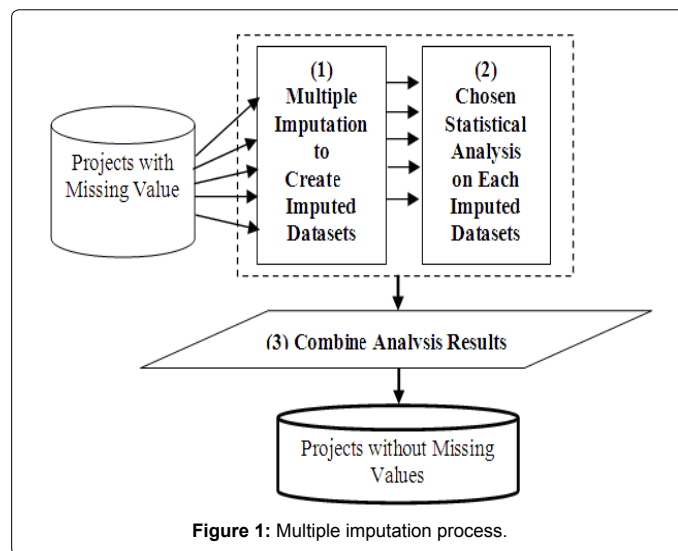 Projects with
Missing Value
(1)
Multiple
Imputation
to
Create
Imputed
Datasets
(2)
Chosen
Statistical
Analysis
on Each
Imputed
Datasets
(3) Combine Analysis Results
Projects without Missing
Values
Figure 1: Multiple imputation process.